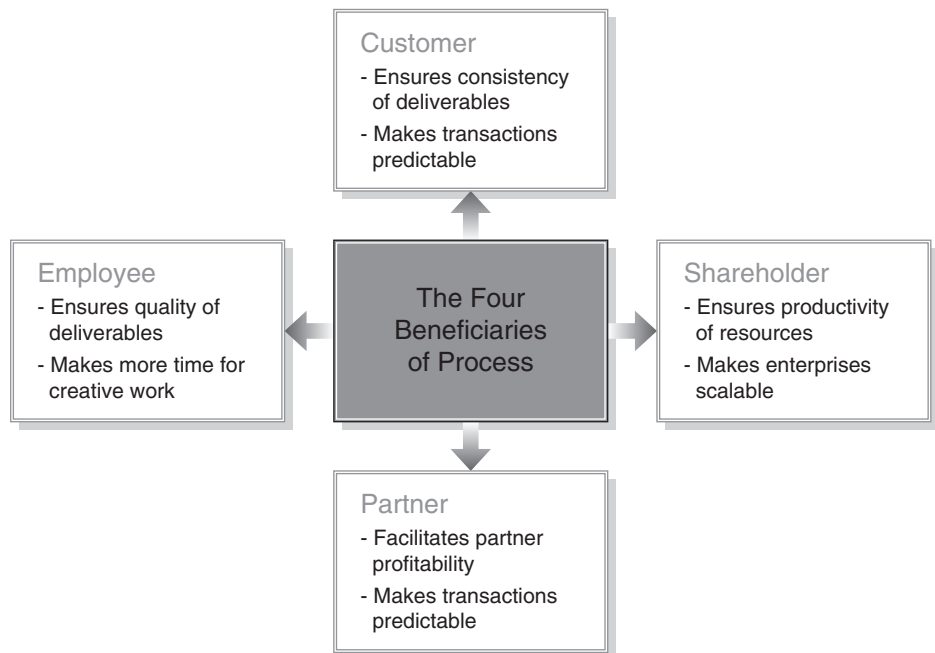 Customer
- Ensures consistency
of deliverables
- Makes transactions
predictable
Employee
- Ensures quality of
deliverables
- Makes more time for
creative work
The Four
Beneficiaries
of Process
Shareholder
- Ensures productivity
of resources
- Makes enterprises
scalable
Partner
- Facilitates partner
profitability
- Makes transactions
predictable